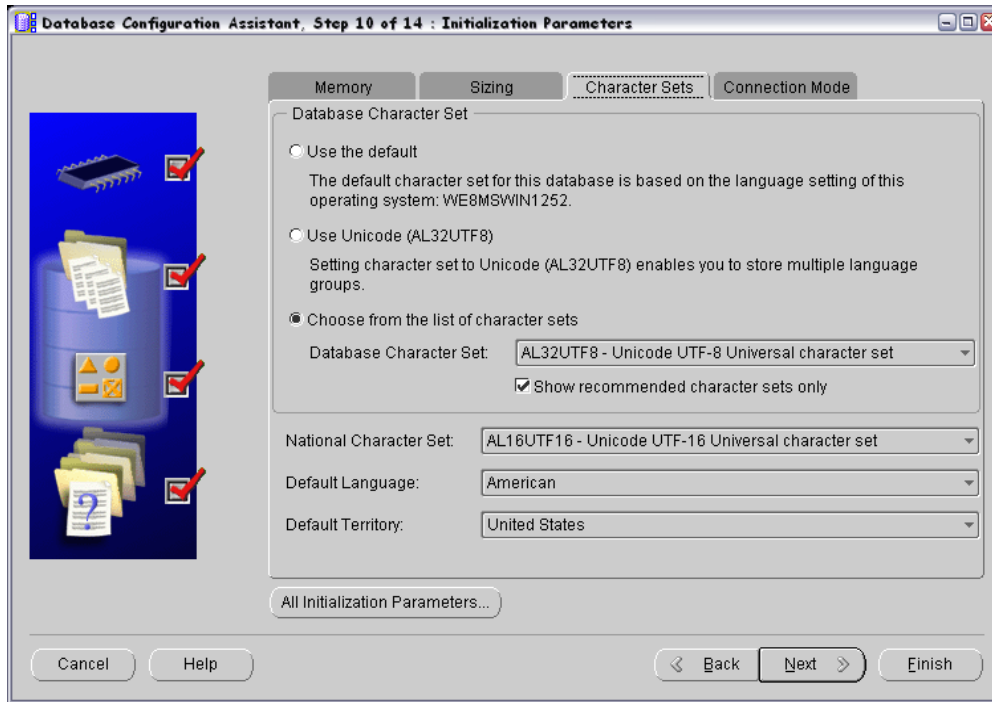 Database Configuration Assistant, Step 10 of 14 : Initialization Parameters
Memory
Sizing
Character Sets
Connection Mode
Database Character Set
Use the default
The default character set for this database is based on the language setting of this
operating system: WE8MSWIN1252.
Use Unicode (AL32UTF8)
Setting character set to Unicode (AL32UTF8) enables you to store multiple language
groups.
Choose from the list of character sets
Database Character Set: AL32UTF8 - Unicode UTF-8 Universal character set
Show recommended character sets only
National Character Set: AL16UTF16 - Unicode UTF-16 Universal character set
Default Language: American
Default Territory: United States
?
All Initialization Parameters...
Cancel
Help
Back
Next
Finish